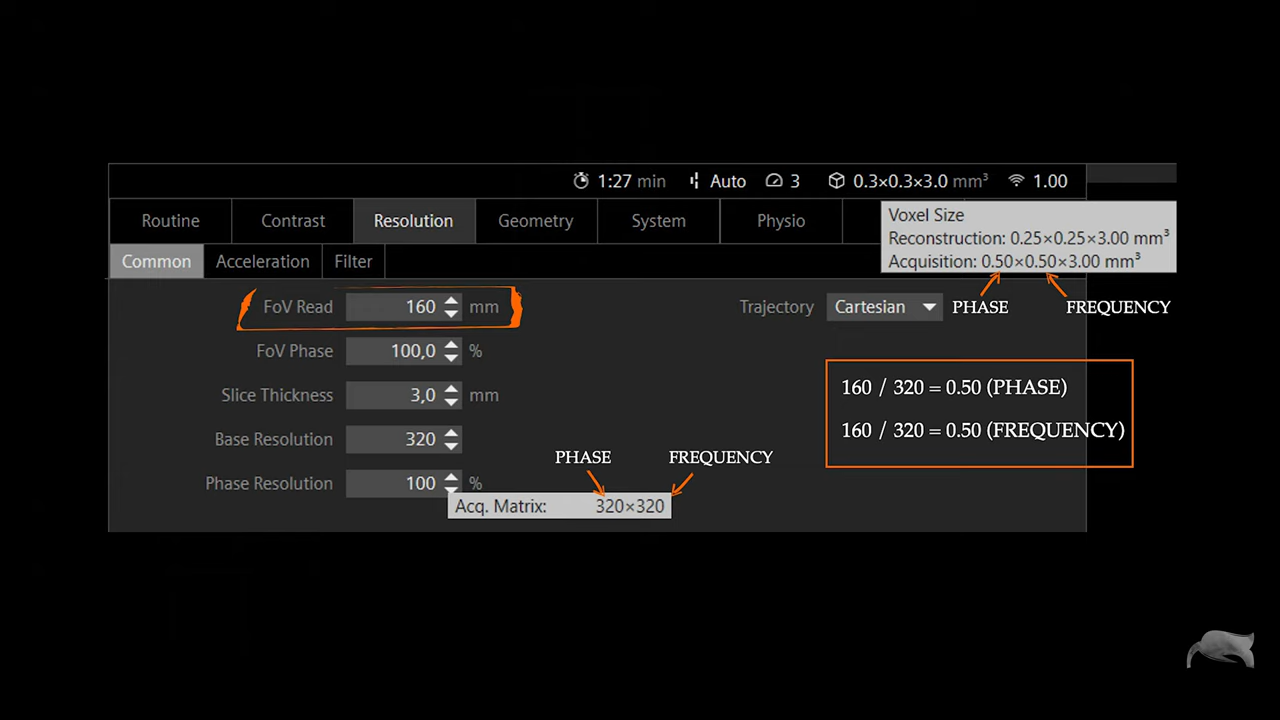 1:27 min Auto 3 0.3×0.3×3.0 mm³ 1.00
Routine Contrast Resolution Geometry System Physio
Voxel Size
Reconstruction: 0.25×0.25×3.00 mm³
Acquisition: 0.50×0.50×3.00 mm³
Common Acceleration Filter
PHASE FREQUENCY
FoV Read 160 mm
Trajectory Cartesian
FoV Phase 100,0 %
Slice Thickness 3,0 mm
Base Resolution 320
Phase Resolution 100 %
160 / 320 = 0.50 (PHASE)
160 / 320 = 0.50 (FREQUENCY)
PHASE FREQUENCY
Acq. Matrix: 320×320